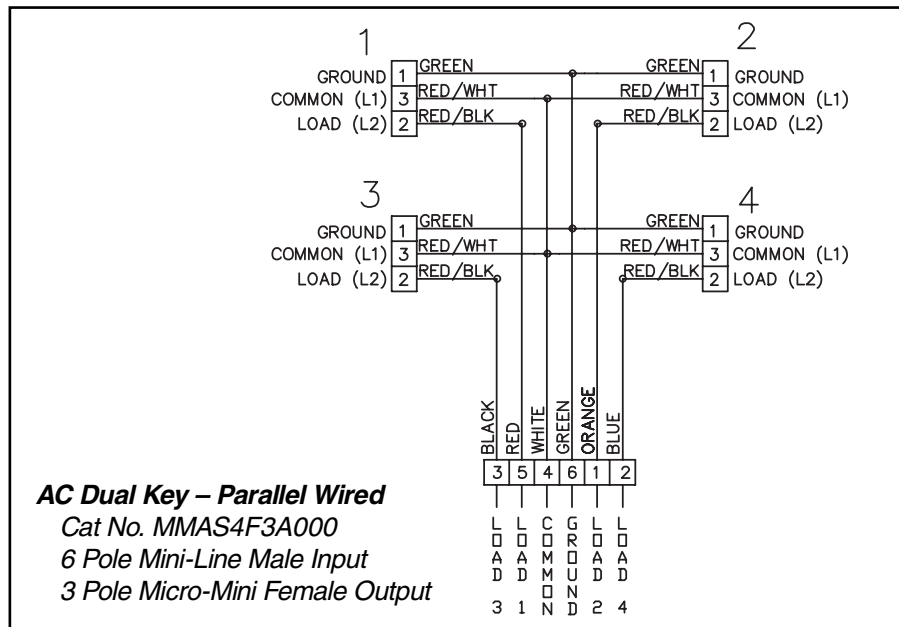 1
2
GROUND 1 GREEN GREEN 1 GROUND
COMMON (L1) 3 RED/WHT RED/WHT 3 COMMON (L1)
LOAD (L2) 2 RED/BLK RED/BLK 2 LOAD (L2)
3
4
GROUND 1 GREEN GREEN 1 GROUND
COMMON (L1) 3 RED/WHT RED/WHT 3 COMMON (L1)
LOAD (L2) 2 RED/BLK RED/BLK 2 LOAD (L2)
BLACK
RED
WHITE
GREEN
ORANGE
BLUE
3 5 4 6 1 2
LOAD 3
LOAD 1
COMMON
GROUND
LOAD 2
LOAD 4
AC Dual Key – Parallel Wired
Cat No. MMAS4F3A000
6 Pole Mini-Line Male Input
3 Pole Micro-Mini Female Output